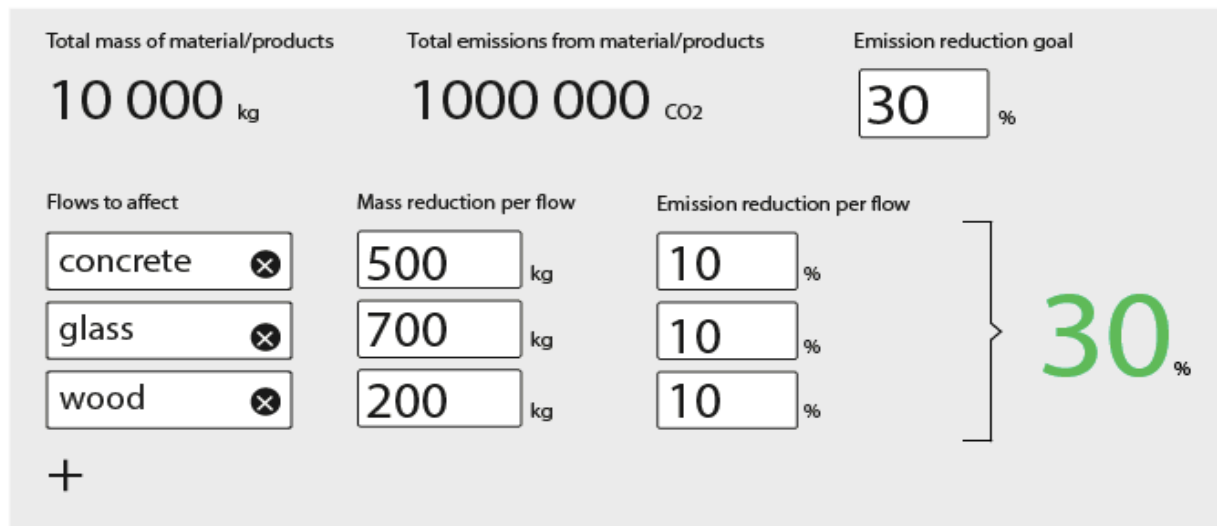 Total mass of material/products Total emissions from material/products Emission reduction goal
10 000 kg 1000 000 CO2 30 %
Flows to affect Mass reduction per flow Emission reduction per flow
concrete 500 kg 10 %
glass 700 kg 10 %
wood 200 kg 10 %
30 %
+